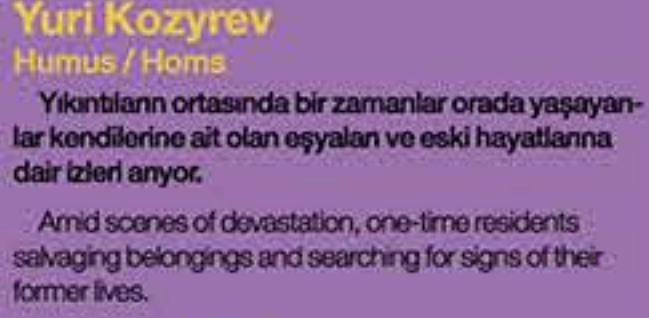 Yuri Kozyrev
Humus / Homs
Yıkıntıların ortasında bir zamanlar orada yaşayan-
lar kendilerine ait olan eşyaları ve eski hayatlarına
dair izleri arıyor.
Amid scenes of devastation, one-time residents
salvaging belongings and searching for signs of their
former lives.